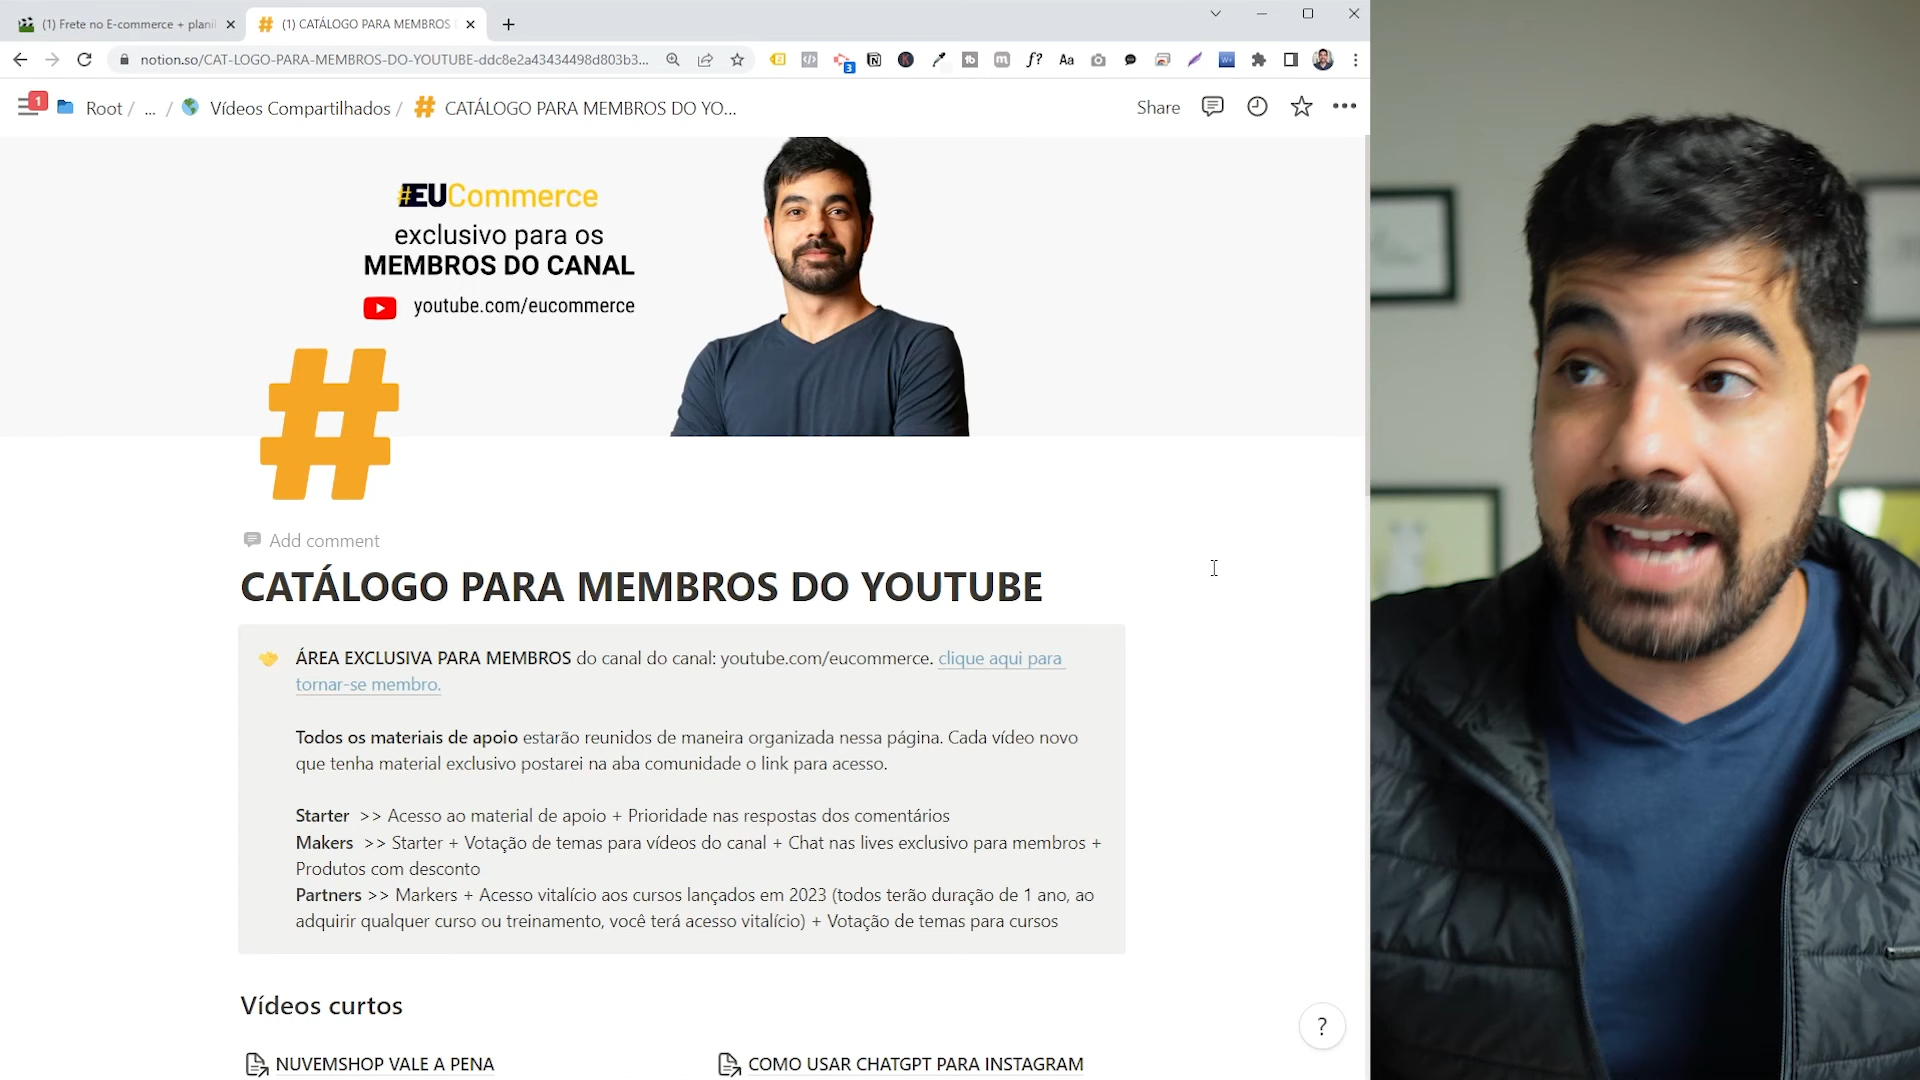 (1) Frete no E-commerce + plani
(1) CATÁLOGO PARA MEMBROS
notion.so/CAT-LOGO-PARA-MEMBROS-DO-YOUTUBE-ddc8e2a43434498d803b3...
3
f?
Aa
1
Root / ... / Vídeos Compartilhados / # CATÁLOGO PARA MEMBROS DO YO...
Share
#EUCommerce
exclusivo para os
MEMBROS DO CANAL
youtube.com/eucommerce
#
Add comment
CATÁLOGO PARA MEMBROS DO YOUTUBE
ÁREA EXCLUSIVA PARA MEMBROS do canal do canal: youtube.com/eucommerce. clique aqui para
tornar-se membro.
Todos os materiais de apoio estarão reunidos de maneira organizada nessa página. Cada vídeo novo
que tenha material exclusivo postarei na aba comunidade o link para acesso.
Starter >> Acesso ao material de apoio + Prioridade nas respostas dos comentários
Makers >> Starter + Votação de temas para vídeos do canal + Chat nas lives exclusivo para membros +
Produtos com desconto
Partners >> Markers + Acesso vitalício aos cursos lançados em 2023 (todos terão duração de 1 ano, ao
adquirir qualquer curso ou treinamento, você terá acesso vitalício) + Votação de temas para cursos
Vídeos curtos
NUVEMSHOP VALE A PENA
COMO USAR CHATGPT PARA INSTAGRAM
?